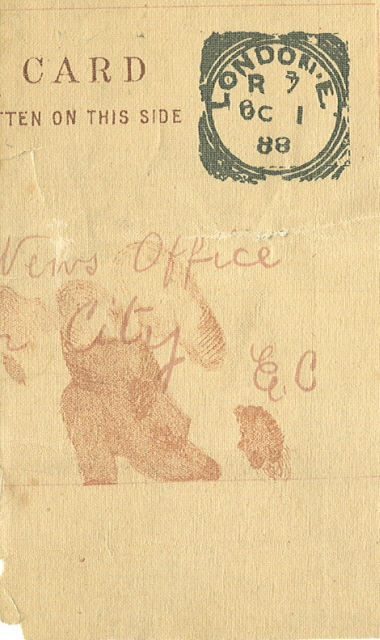 CARD
TTEN ON THIS SIDE
LONDON.E.
R 7
OC 1
88
News Office
City
E C